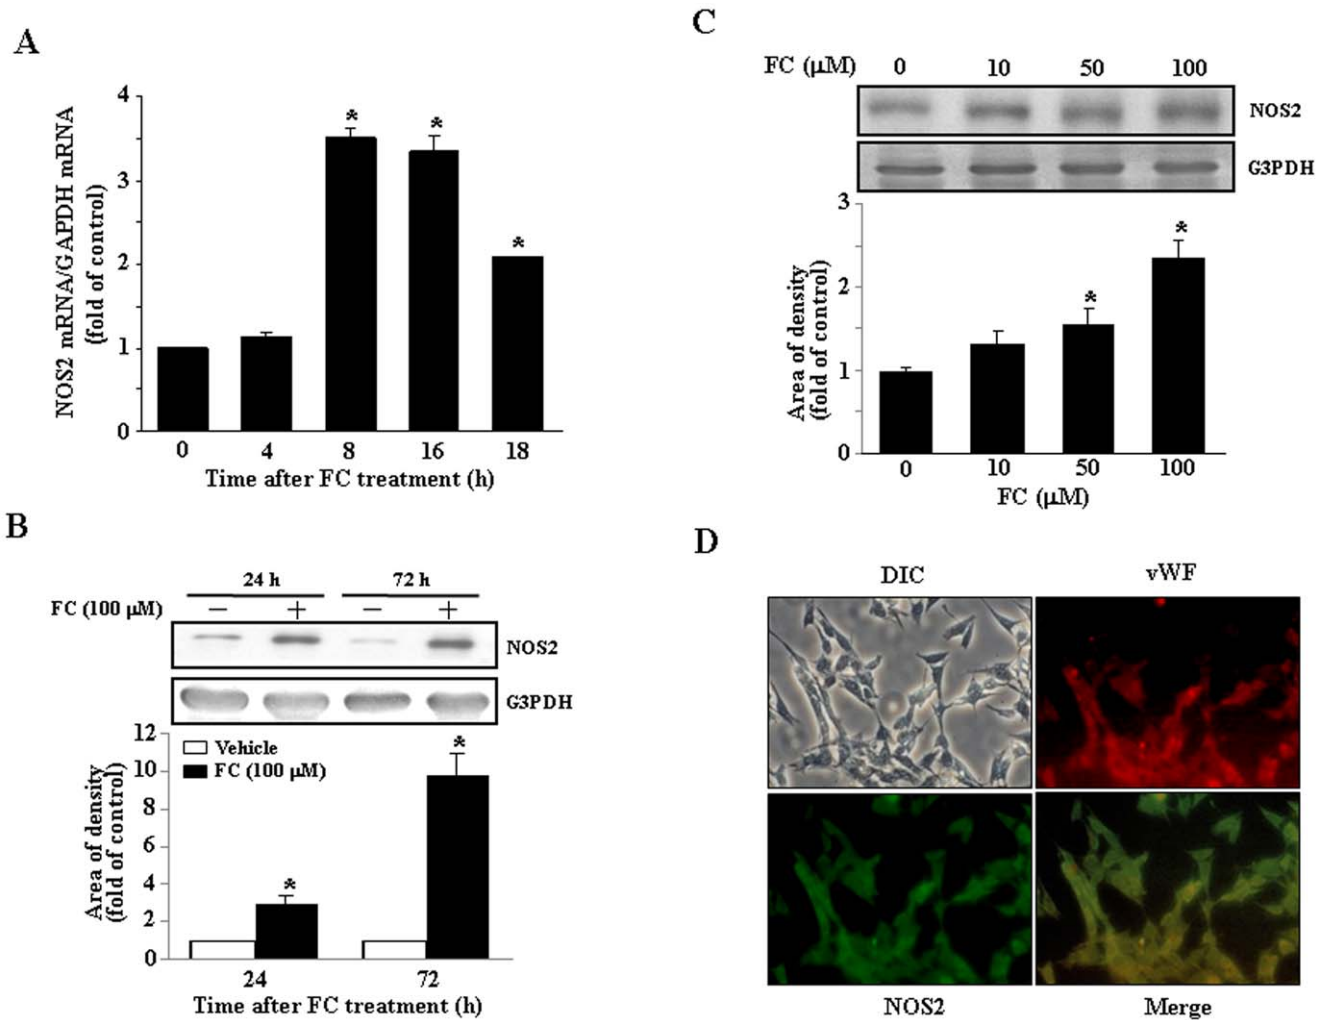 A
NOS2 mRNA/GAPDH mRNA
(fold of control)
4
3
2
1
0
*
*
*
0 4 8 16 18
Time after FC treatment (h)
B
24 h 72 h
FC (100 μM) − + − +
NOS2
G3PDH
Area of density
(fold of control)
12
10
8
6
4
2
0
Vehicle
FC (100 μM)
*
*
24 72
Time after FC treatment (h)
C
FC (μM) 0 10 50 100
NOS2
G3PDH
Area of density
(fold of control)
3
2
1
0
*
*
0 10 50 100
FC (μM)
D
DIC vWF
NOS2 Merge